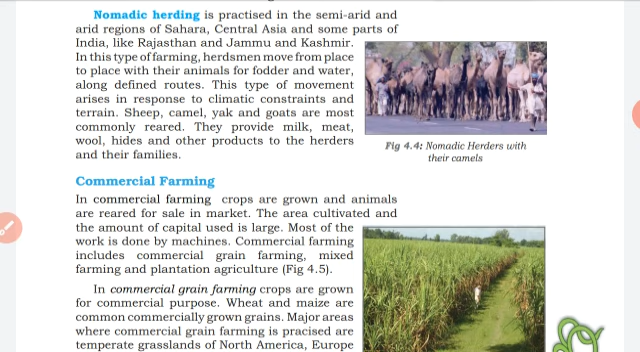 Nomadic herding is practised in the semi-arid and
arid regions of Sahara, Central Asia and some parts of
India, like Rajasthan and Jammu and Kashmir.
In this type of farming, herdsmen move from place
to place with their animals for fodder and water,
along defined routes. This type of movement
arises in response to climatic constraints and
terrain. Sheep, camel, yak and goats are most
commonly reared. They provide milk, meat,
wool, hides and other products to the herders
and their families.
Fig 4.4: Nomadic Herders with
their camels
Commercial Farming
In commercial farming crops are grown and animals
are reared for sale in market. The area cultivated and
the amount of capital used is large. Most of the
work is done by machines. Commercial farming
includes commercial grain farming, mixed
farming and plantation agriculture (Fig 4.5).
In commercial grain farming crops are grown
for commercial purpose. Wheat and maize are
common commercially grown grains. Major areas
where commercial grain farming is pracised are
temperate grasslands of North America, Europe